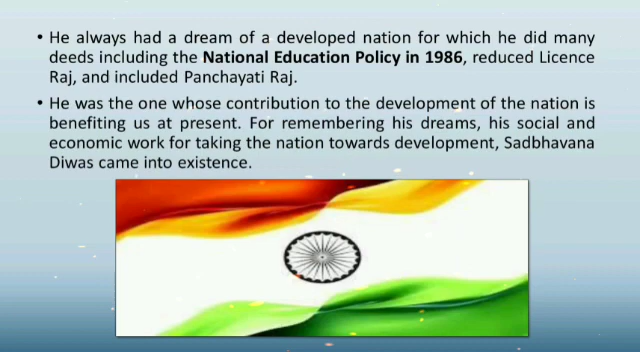 • He always had a dream of a developed nation for which he did many
deeds including the National Education Policy in 1986, reduced Licence
Raj, and included Panchayati Raj.
• He was the one whose contribution to the development of the nation is
benefiting us at present. For remembering his dreams, his social and
economic work for taking the nation towards development, Sadbhavana
Diwas came into existence.